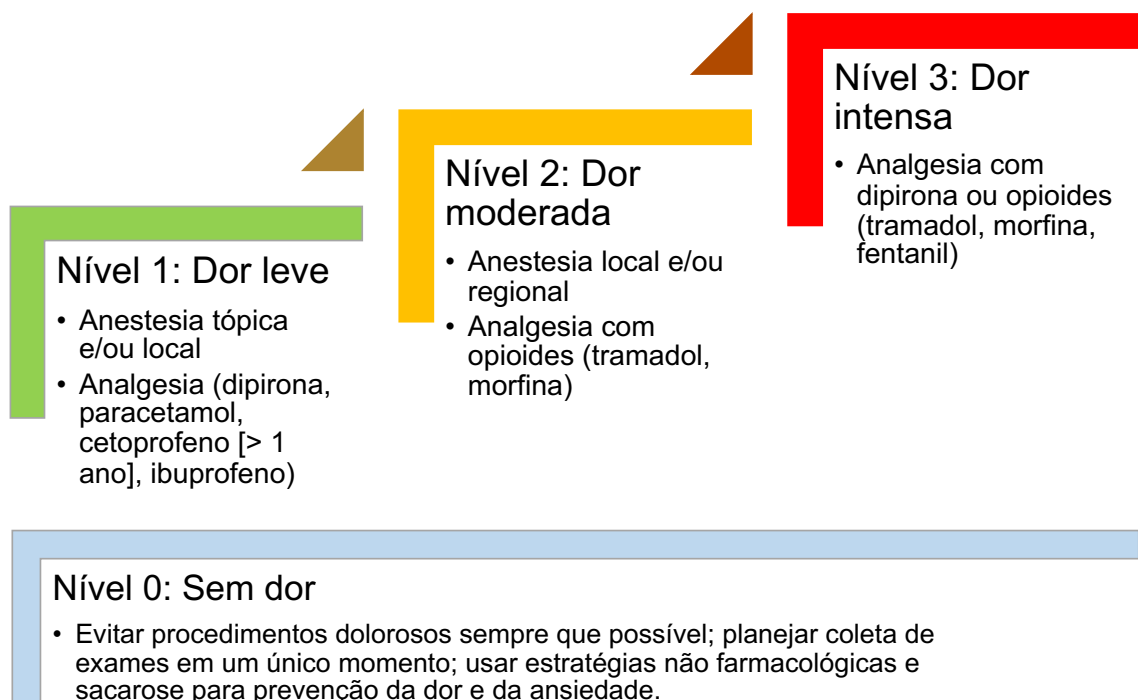 Nível 1: Dor leve
• Anestesia tópica
e/ou local
• Analgesia (dipirona,
paracetamol,
cetoprofeno [> 1
ano], ibuprofeno)
Nível 2: Dor
moderada
• Anestesia local e/ou
regional
• Analgesia com
opioides (tramadol,
morfina)
Nível 3: Dor
intensa
• Analgesia com
dipirona ou opioides
(tramadol, morfina,
fentanil)
Nível 0: Sem dor
• Evitar procedimentos dolorosos sempre que possível; planejar coleta de
exames em um único momento; usar estratégias não farmacológicas e
sacarose para prevenção da dor e da ansiedade.